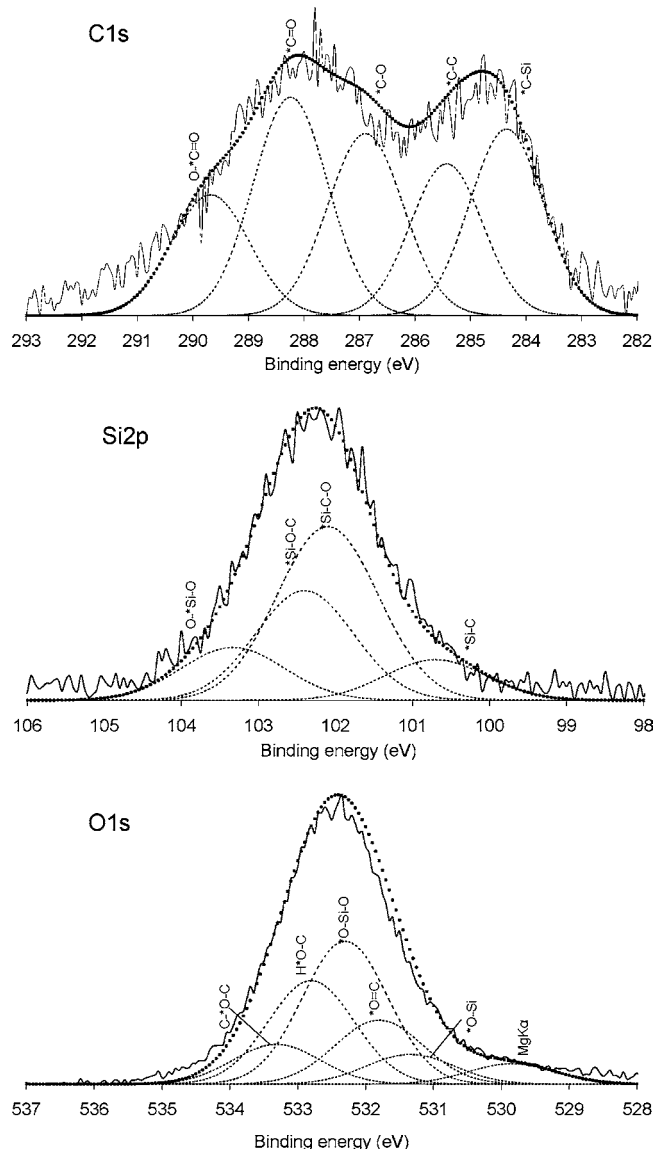 C1s
*C=O
*C-O
*C-C
*C-Si
O-*C=O
293 292 291 290 289 288 287 286 285 284 283 282
Binding energy (eV)
Si2p
*Si-C-O
*Si-O-C
O-*Si-O
*Si-C
106 105 104 103 102 101 100 99 98
Binding energy (eV)
O1s
*O-Si-O
H*O-C
C-*O-C
*O=C
*O-Si
MgKα
537 536 535 534 533 532 531 530 529 528
Binding energy (eV)